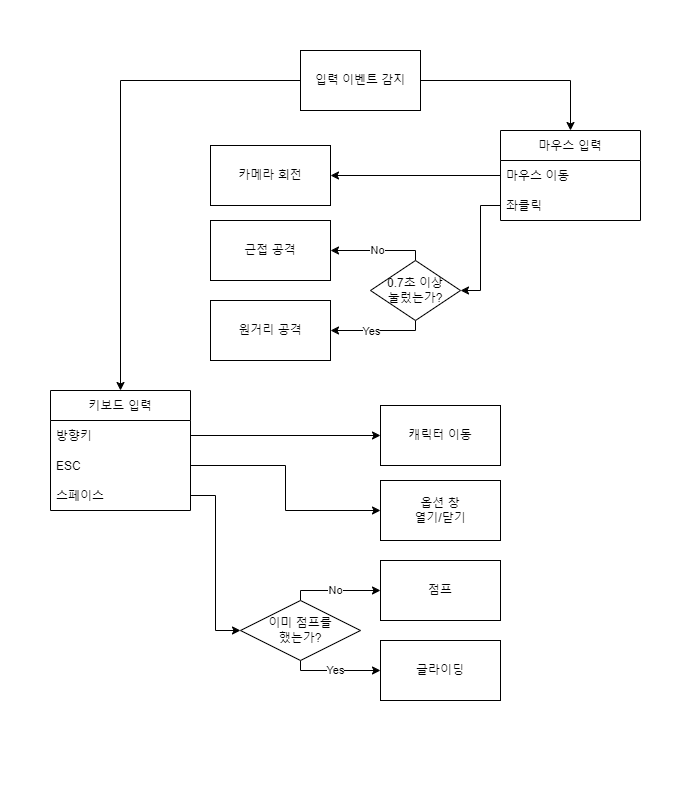 입력 이벤트 감지
마우스 입력
마우스 이동
좌클릭
카메라 회전
근접 공격
No
0.7초 이상
눌렀는가?
원거리 공격
Yes
키보드 입력
방향키
ESC
스페이스
캐릭터 이동
옵션 창
열기/닫기
점프
No
이미 점프를
했는가?
Yes
글라이딩